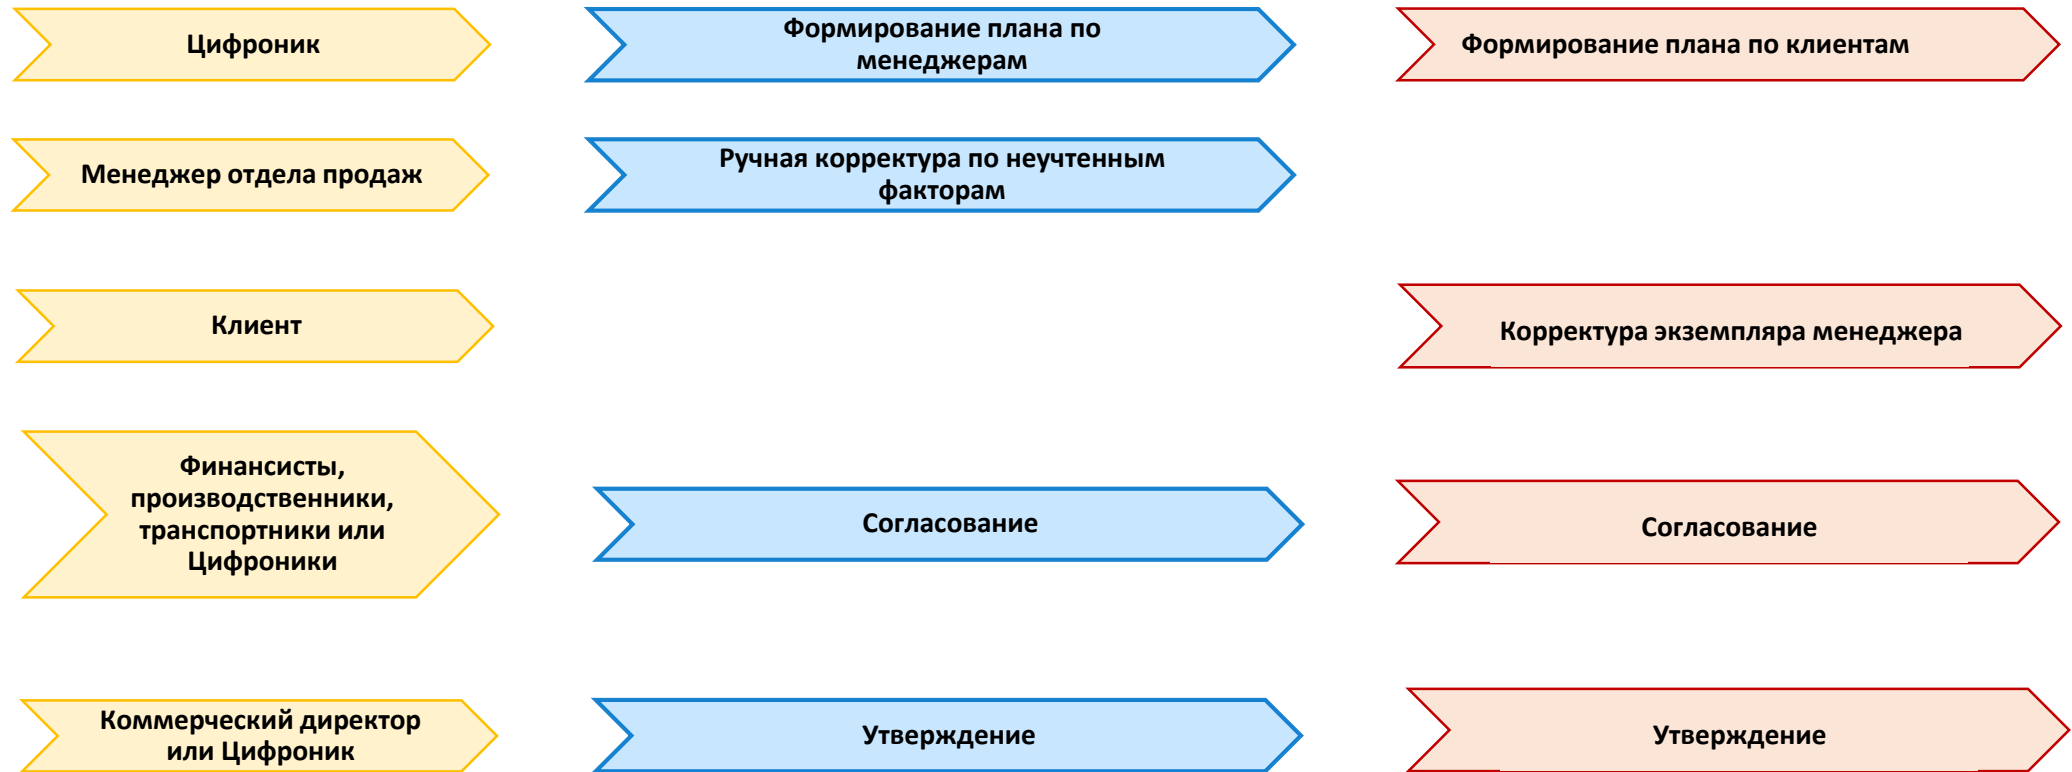 Цифроник
Формирование плана по
менеджерам
Формирование плана по клиентам
Менеджер отдела продаж
Ручная корректура по неучтенным
факторам
Клиент
Корректура экземпляра менеджера
Финансисты,
производственники,
транспортники или
Цифроники
Согласование
Согласование
Коммерческий директор
или Цифроник
Утверждение
Утверждение